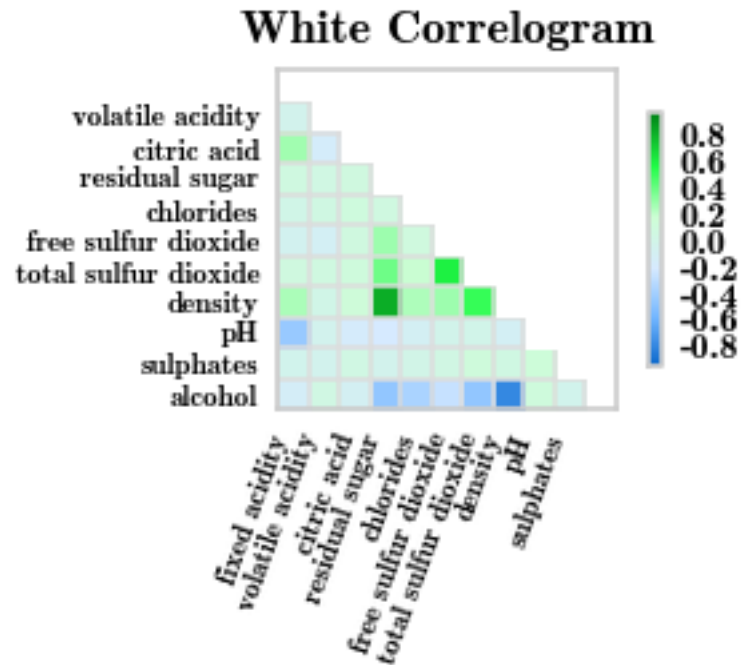 White Correlogram
volatile acidity
citric acid
residual sugar
chlorides
free sulfur dioxide
total sulfur dioxide
density
pH
sulphates
alcohol
0.8
0.6
0.4
0.2
0.0
-0.2
-0.4
-0.6
-0.8
fixed acidity
volatile acidity
citric acid
residual sugar
chlorides
free sulfur dioxide
total sulfur dioxide
density
pH
sulphates